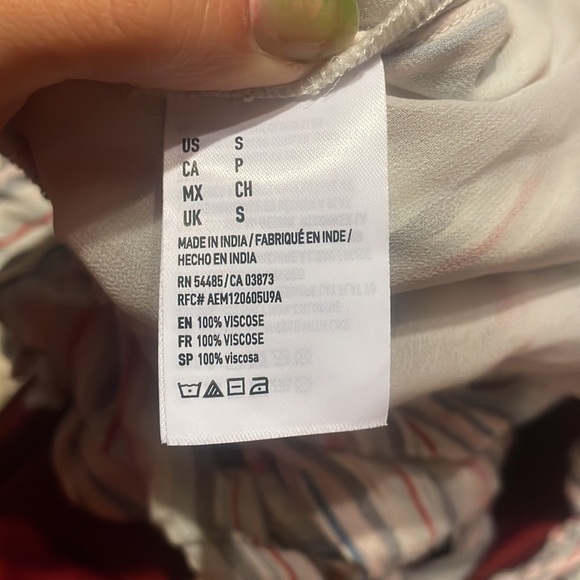 US S
CA P
MX CH
UK S
MADE IN INDIA / FABRIQUÉ EN INDE /
HECHO EN INDIA
RN 54485 / CA 03873
RFC# AEM120605U9A
EN 100% VISCOSE
FR 100% VISCOSE
SP 100% viscosa